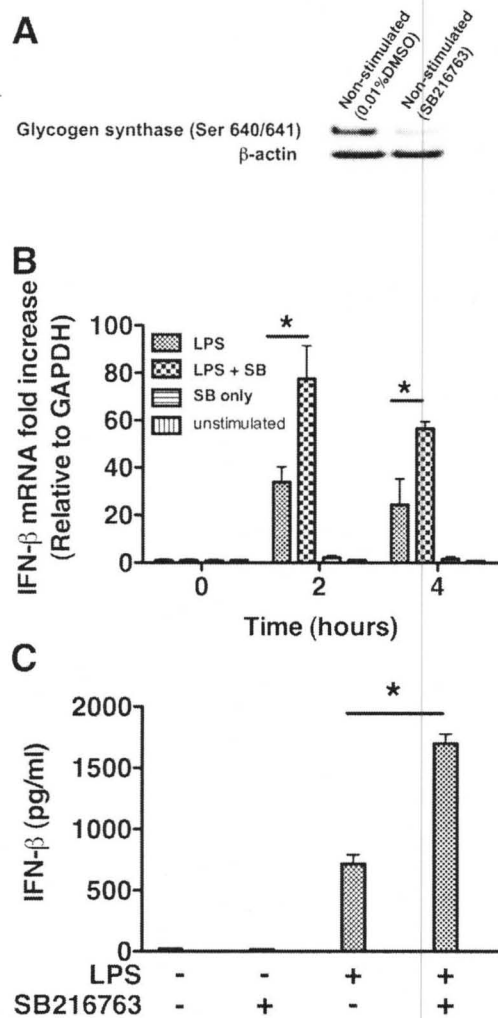 A
Non-stimulated
(0.01%DMSO)
Non-stimulated
(SB216763)
Glycogen synthase (Ser 640/641)
β-actin
B
IFN-β mRNA fold increase
(Relative to GAPDH)
100
80
60
40
20
0
LPS
LPS + SB
SB only
unstimulated
*
*
0
2
4
Time (hours)
C
IFN-β (pg/ml)
2000
1500
1000
500
0
*
LPS - - + +
SB216763 - + - +